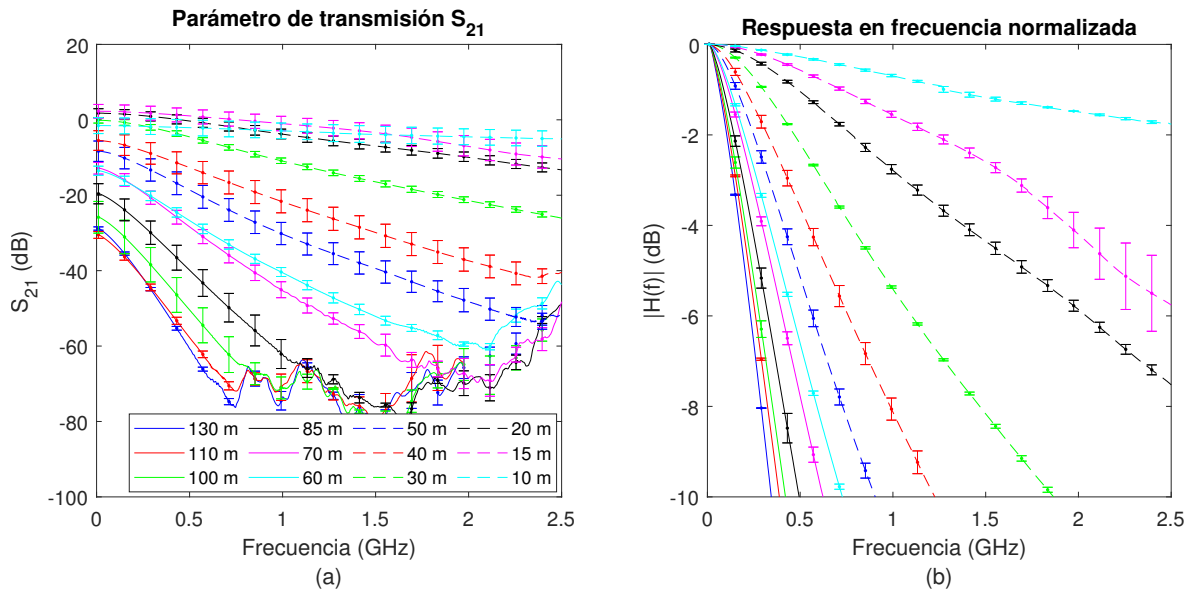 Parámetro de transmisión S21
S21 (dB)
20
0
-20
-40
-60
-80
-100
0
0.5
1
1.5
2
2.5
Frecuencia (GHz)
(a)
130 m
85 m
50 m
20 m
110 m
70 m
40 m
15 m
100 m
60 m
30 m
10 m
Respuesta en frecuencia normalizada
|H(f)| (dB)
0
-2
-4
-6
-8
-10
0
0.5
1
1.5
2
2.5
Frecuencia (GHz)
(b)